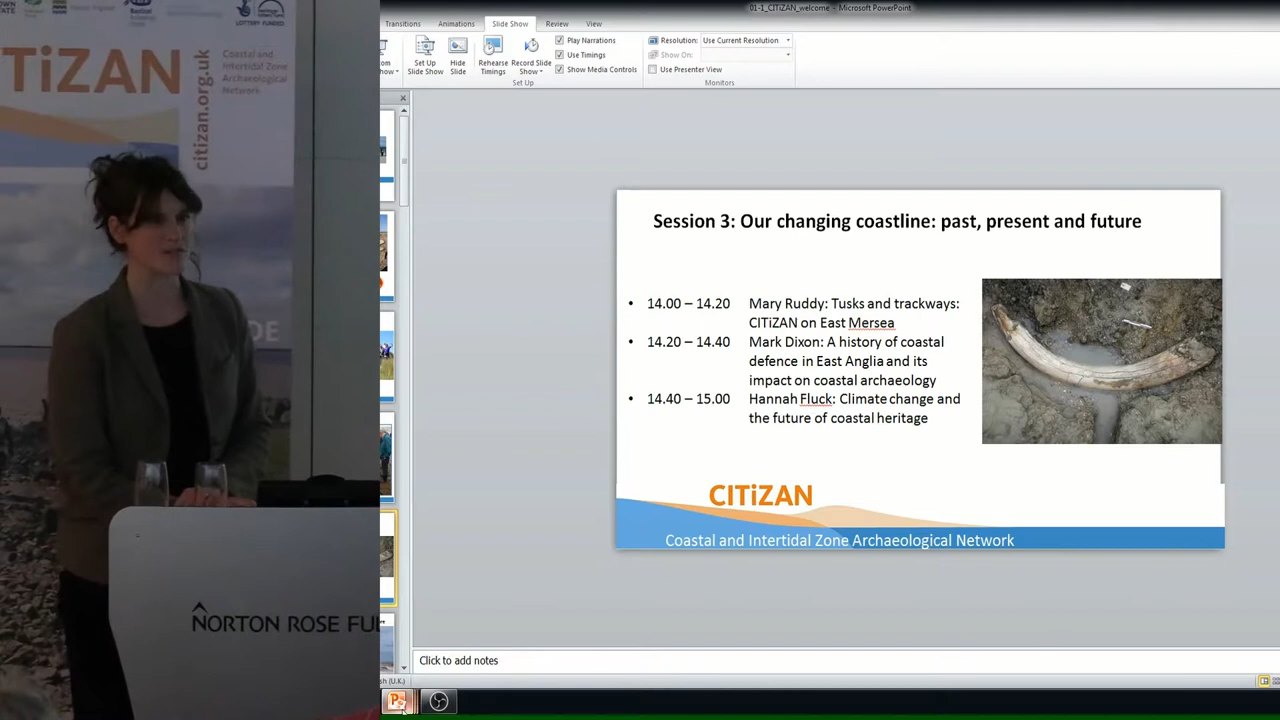 01-1_CITiZAN_welcome - Microsoft PowerPoint
Transitions Animations Slide Show Review View
Set Up Slide Show
Hide Slide
Rehearse Timings
Record Slide Show
Play Narrations
Use Timings
Show Media Controls
Set Up
Resolution: Use Current Resolution
Show On:
Use Presenter View
Monitors
LOTTERY FUNDED
TiZAN
citizan.org.uk
Coastal and
Intertidal Zone
Archaeological
Network
DE
NORTON ROSE FU
Session 3: Our changing coastline: past, present and future
• 14.00 – 14.20 Mary Ruddy: Tusks and trackways:
CITiZAN on East Mersea
• 14.20 – 14.40 Mark Dixon: A history of coastal
defence in East Anglia and its
impact on coastal archaeology
• 14.40 – 15.00 Hannah Fluck: Climate change and
the future of coastal heritage
CITiZAN
Coastal and Intertidal Zone Archaeological Network
Click to add notes
sh (U.K.)